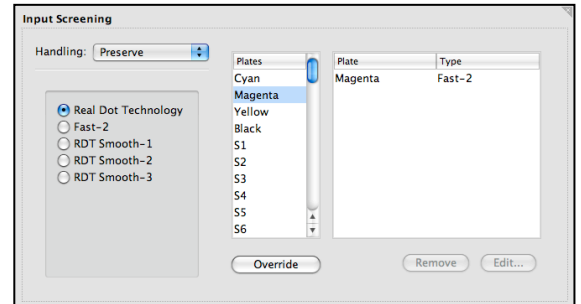 Input Screening
Handling: Preserve
Real Dot Technology
Fast-2
RDT Smooth-1
RDT Smooth-2
RDT Smooth-3
Plates
Cyan
Magenta
Yellow
Black
S1
S2
S3
S4
S5
S6
Override
Plate Type
Magenta Fast-2
Remove Edit...